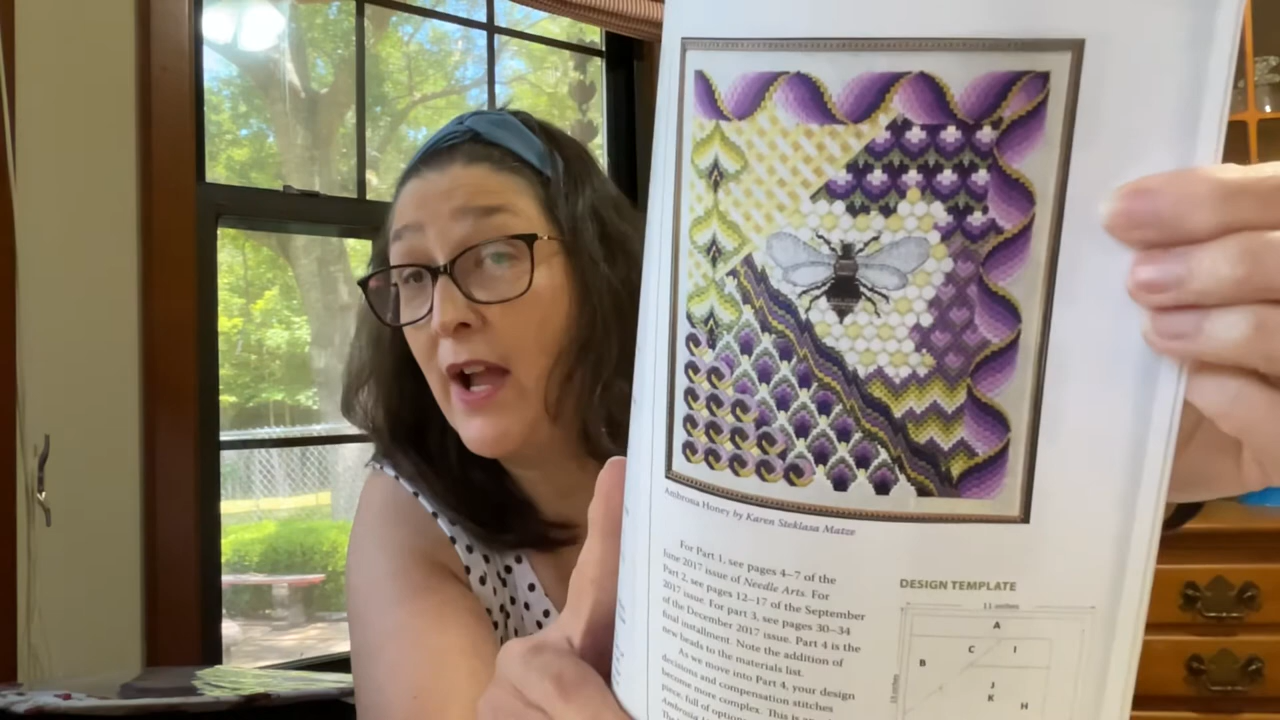 Ambrosia Honey by Karen Steklasa Matze
For Part 1, see pages 4–7 of the
June 2017 issue of Needle Arts. For
Part 2, see pages 12–17 of the September
2017 issue. For part 3, see pages 30–34
of the December 2017 issue. Part 4 is the
final installment. Note the addition of
new beads to the materials list.
As we move into Part 4, your design
decisions and compensation stitches
become more complex. This is
piece, full of
DESIGN TEMPLATE
11 inches
A
C I
B
J
K
H